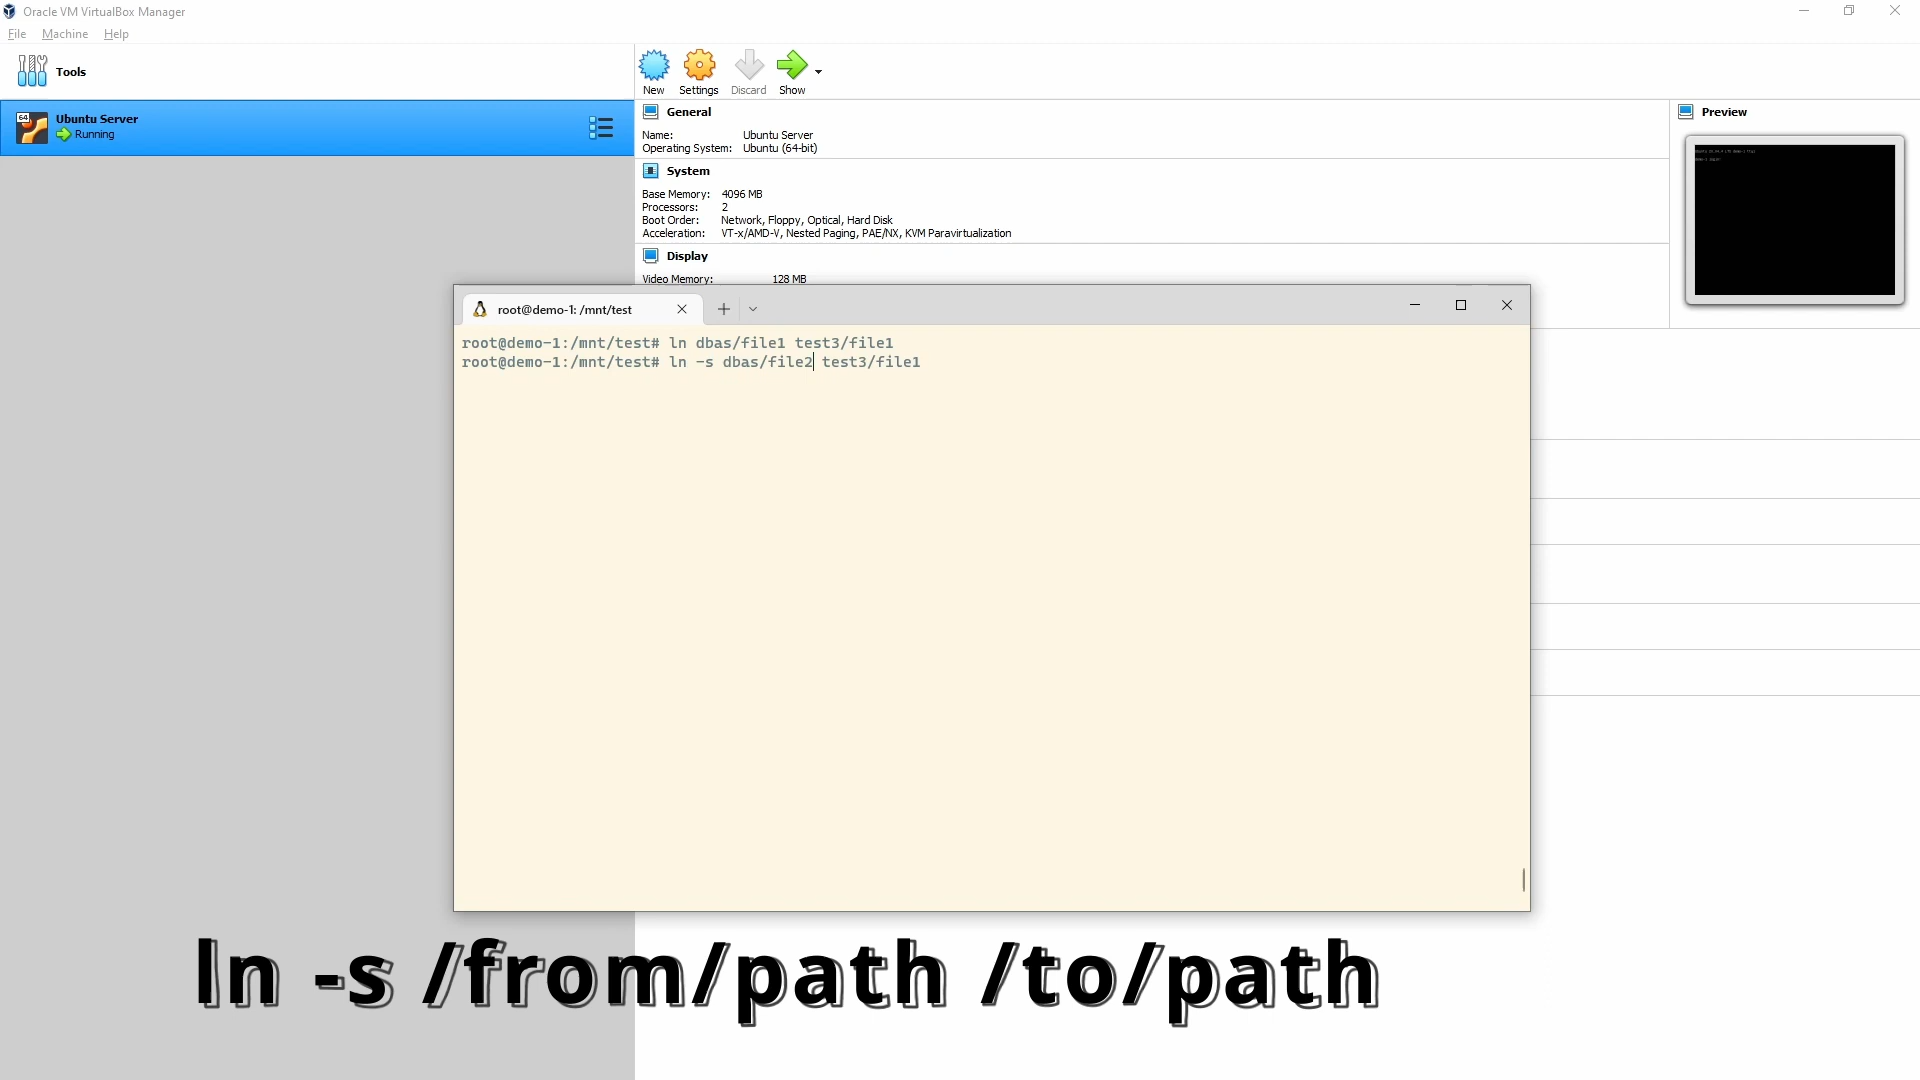 Oracle VM VirtualBox Manager
File Machine Help
Tools
New Settings Discard Show
64
Ubuntu Server
Running
General
Name: Ubuntu Server
Operating System: Ubuntu (64-bit)
System
Base Memory: 4096 MB
Processors: 2
Boot Order: Network, Floppy, Optical, Hard Disk
Acceleration: VT-x/AMD-V, Nested Paging, PAE/NX, KVM Paravirtualization
Display
Video Memory: 128 MB
Preview
root@demo-1: /mnt/test
root@demo-1:/mnt/test# ln dbas/file1 test3/file1
root@demo-1:/mnt/test# ln -s dbas/file2 test3/file1
ln -s /from/path /to/path